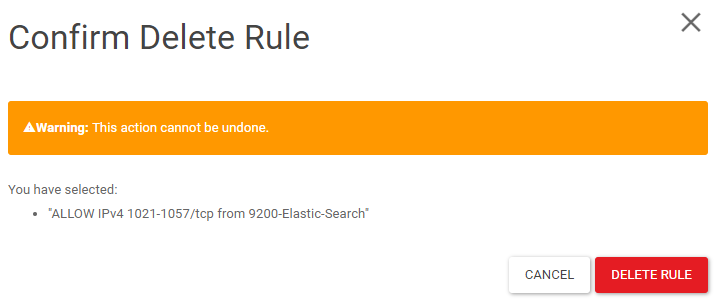 Confirm Delete Rule
Warning: This action cannot be undone.
You have selected:
"ALLOW IPv4 1021-1057/tcp from 9200-Elastic-Search"
CANCEL
DELETE RULE